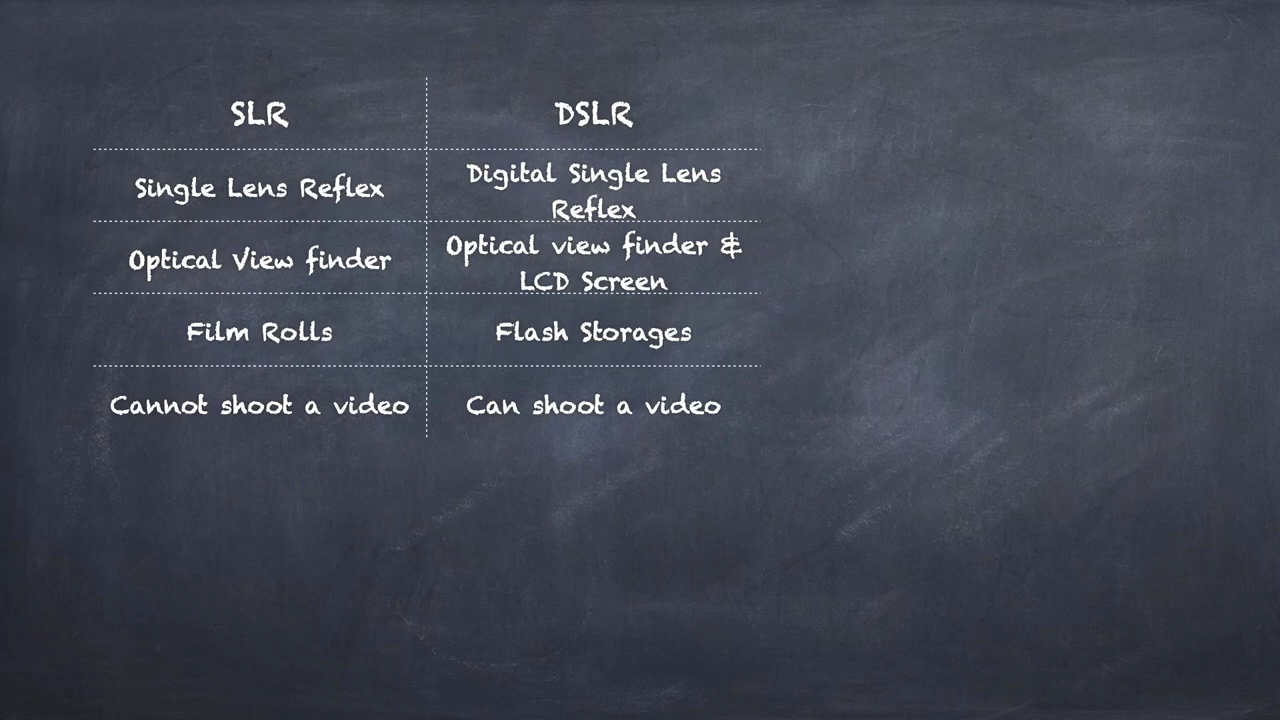 SLR
DSLR
Single Lens Reflex
Digital Single Lens
Reflex
Optical View finder
Optical view finder &
LCD Screen
Film Rolls
Flash Storages
Cannot shoot a video
Can shoot a video